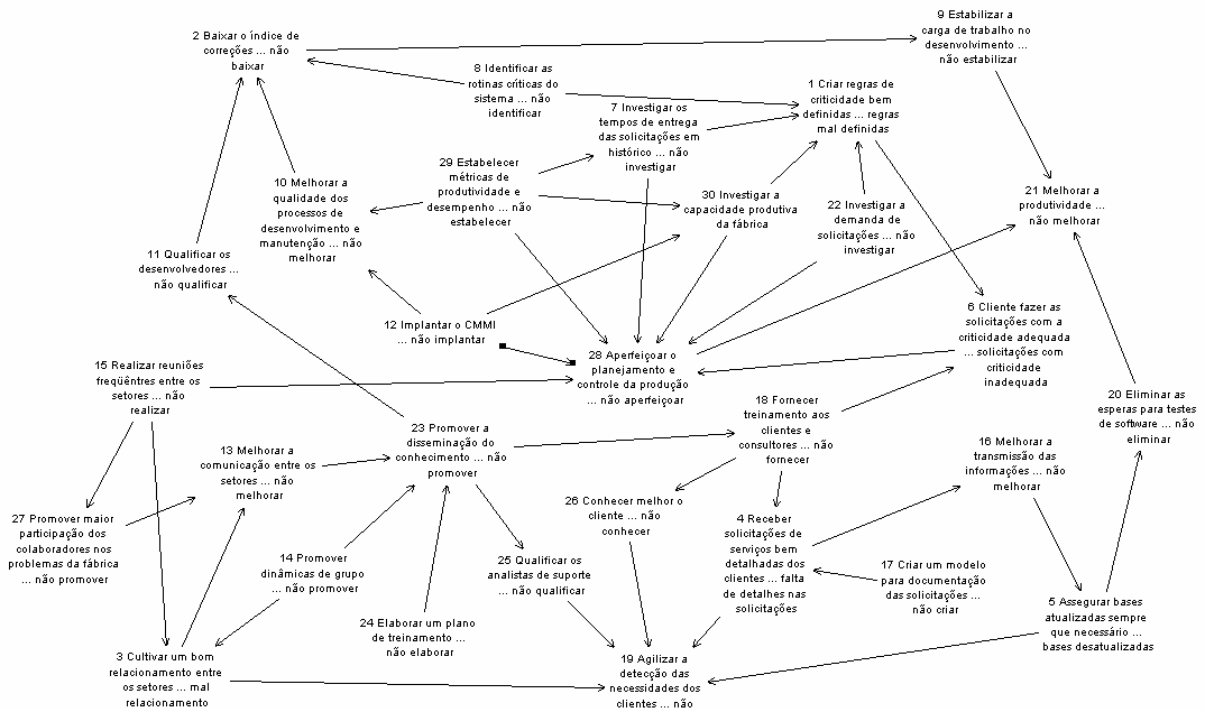 9 Estabilizar a
carga de trabalho no
desenvolvimento ...
não estabilizar
2 Baixar o índice de
correções ... não
baixar
8 Identificar as
rotinas críticas do
sistema ... não
identificar
1 Criar regras de
criticidade bem
definidas ... regras
mal definidas
7 Investigar os
tempos de entrega
das solicitações em
histórico ... não
investigar
29 Estabelecer
métricas de
produtividade e
desempenho ... não
estabelecer
10 Melhorar a
qualidade dos
processos de
desenvolvimento e
manutenção ... não
melhorar
30 Investigar a
capacidade produtiva
da fábrica
22 Investigar a
demanda de
solicitações ... não
investigar
21 Melhorar a
produtividade ...
não melhorar
11 Qualificar os
desenvolvedores ...
não qualificar
12 Implantar o CMMI
... não implantar
6 Cliente fazer as
solicitações com a
criticidade adequada
... solicitações com
criticidade
inadequada
28 Aperfeiçoar o
planejamento e
controle da produção
... não aperfeiçoar
15 Realizar reuniões
freqüêntres entre os
setores ... não
realizar
20 Eliminar as
esperas para testes
de software ... não
eliminar
18 Fornecer
treinamento aos
clientes e
consultores ... não
fornecer
23 Promover a
disseminação do
conhecimento ... não
promover
13 Melhorar a
comunicação entre os
setores ... não
melhorar
16 Melhorar a
transmissão das
informações ... não
melhorar
26 Conhecer melhor o
cliente ... não
conhecer
27 Promover maior
participação dos
colaboradores nos
problemas da fábrica
... não promover
4 Receber
solicitações de
serviços bem
detalhadas dos
clientes ... falta
de detalhes nas
solicitações
14 Promover
dinâmicas de grupo
... não promover
25 Qualificar os
analistas de suporte
... não qualificar
17 Criar um modelo
para documentação
das solicitações ...
não criar
24 Elaborar um plano
de treinamento ...
não elaborar
5 Assegurar bases
atualizadas sempre
que necessário ...
bases desatualizadas
3 Cultivar um bom
relacionamento entre
os setores ... mal
relacionamento
19 Agilizar a
detecção das
necessidades dos
clientes ... não